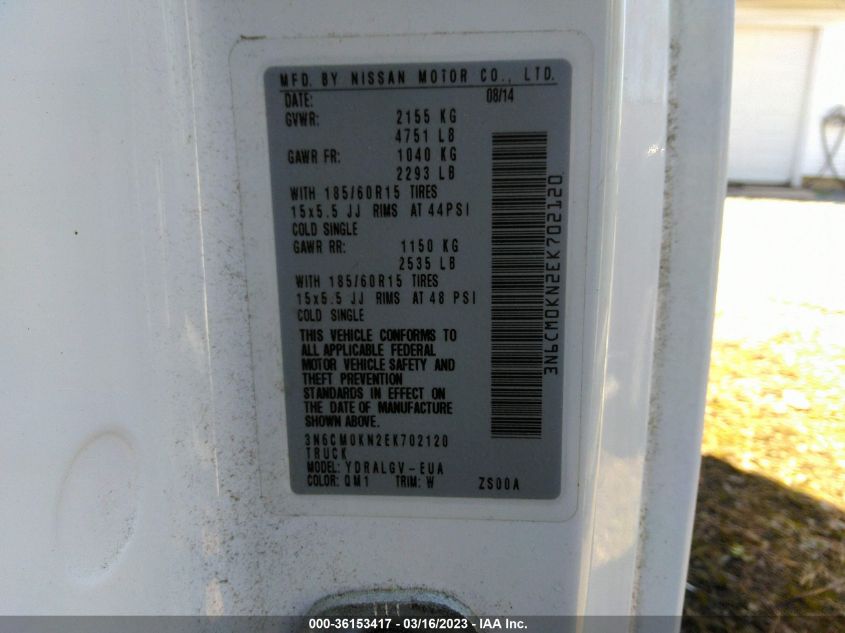 MFD. BY NISSAN MOTOR CO., LTD.
DATE: 08/14
GVWR: 2155 KG
4751 LB
GAWR FR: 1040 KG
2293 LB
WITH 185/60R15 TIRES
15x5.5 JJ RIMS AT 44PSI
COLD SINGLE
GAWR RR: 1150 KG
2535 LB
WITH 185/60R15 TIRES
15x5.5 JJ RIMS AT 48 PSI
COLD SINGLE
THIS VEHICLE CONFORMS TO
ALL APPLICABLE FEDERAL
MOTOR VEHICLE SAFETY AND
THEFT PREVENTION
STANDARDS IN EFFECT ON
THE DATE OF MANUFACTURE
SHOWN ABOVE.
3N6CM0KN2EK702120
TRUCK
MODEL: YDRALGV-EUA
COLOR: QM1 TRIM: W ZS00A
3N6CM0KN2EK702120
000-36153417 - 03/16/2023 - IAA Inc.